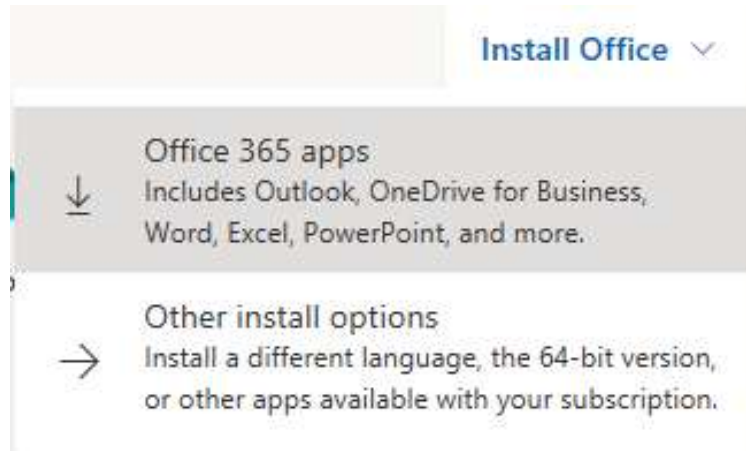 Install Office
Office 365 apps
Includes Outlook, OneDrive for Business,
Word, Excel, PowerPoint, and more.
Other install options
Install a different language, the 64-bit version,
or other apps available with your subscription.